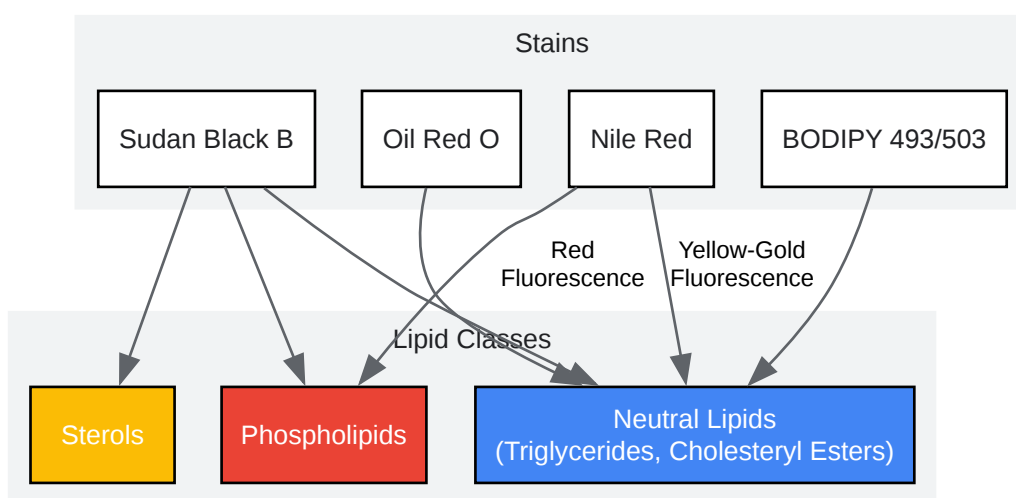 Stains
Sudan Black B
Oil Red O
Nile Red
BODIPY 493/503
Red
Fluorescence
Yellow-Gold
Fluorescence
Lipid Classes
Sterols
Phospholipids
Neutral Lipids
(Triglycerides, Cholesteryl Esters)